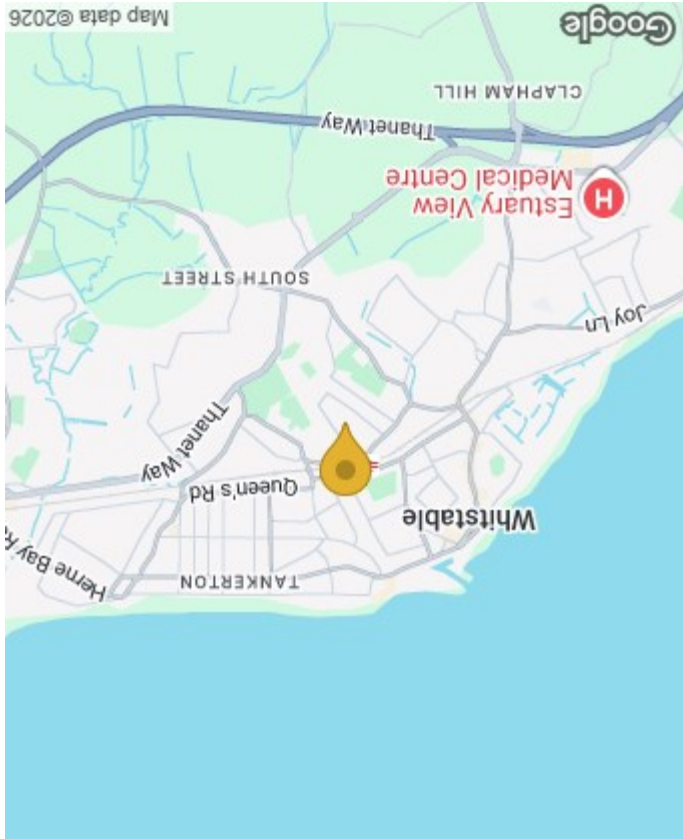 Herne Bay R
TANKERTON
Whitstable
Queen's Rd
Thanet Way
Joy Ln
SOUTH STREET
Estuary View
Medical Centre
H
Thanet Way
CLAPHAM HILL
Google
Map data ©2026